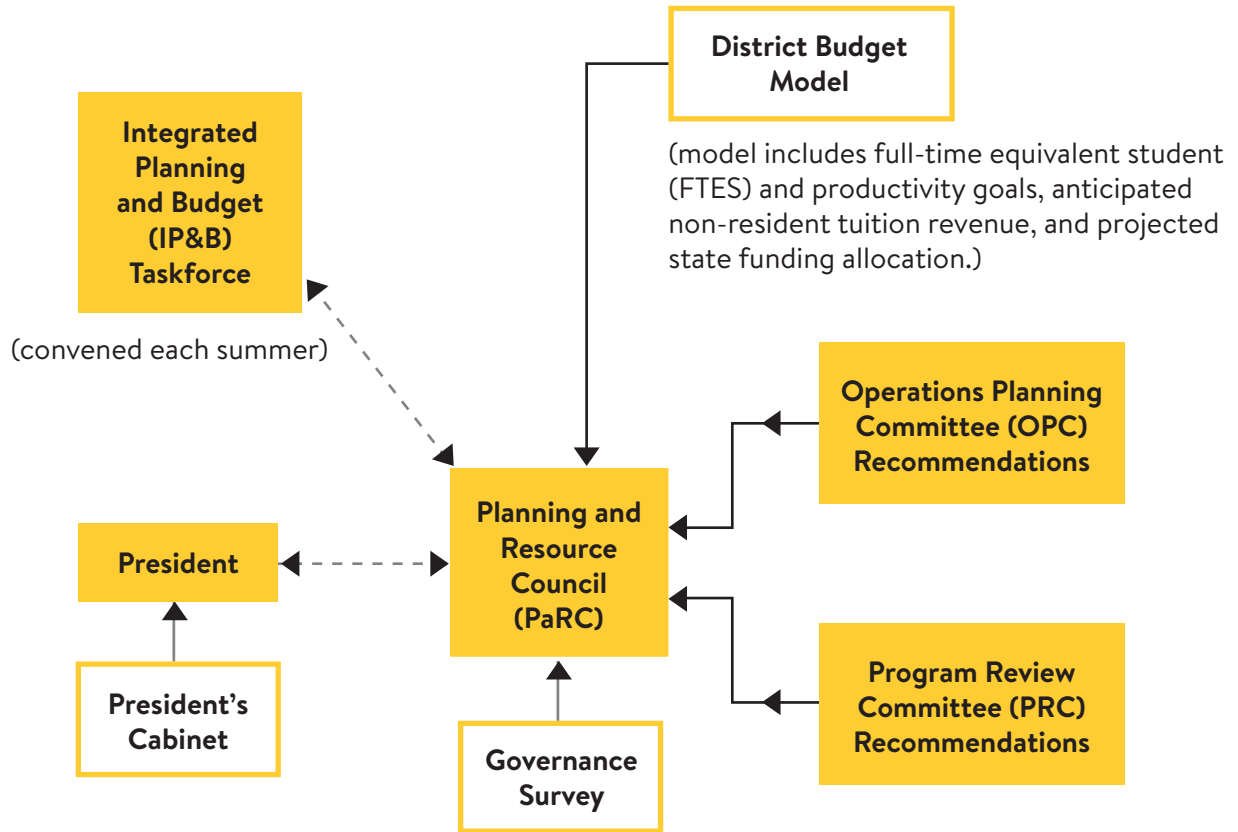 District Budget
Model
(model includes full-time equivalent student
(FTES) and productivity goals, anticipated
non-resident tuition revenue, and projected
state funding allocation.)
Integrated
Planning
and Budget
(IP&B)
Taskforce
(convened each summer)
Operations Planning
Committee (OPC)
Recommendations
Planning and
Resource
Council
(PaRC)
President
President’s
Cabinet
Governance
Survey
Program Review
Committee (PRC)
Recommendations